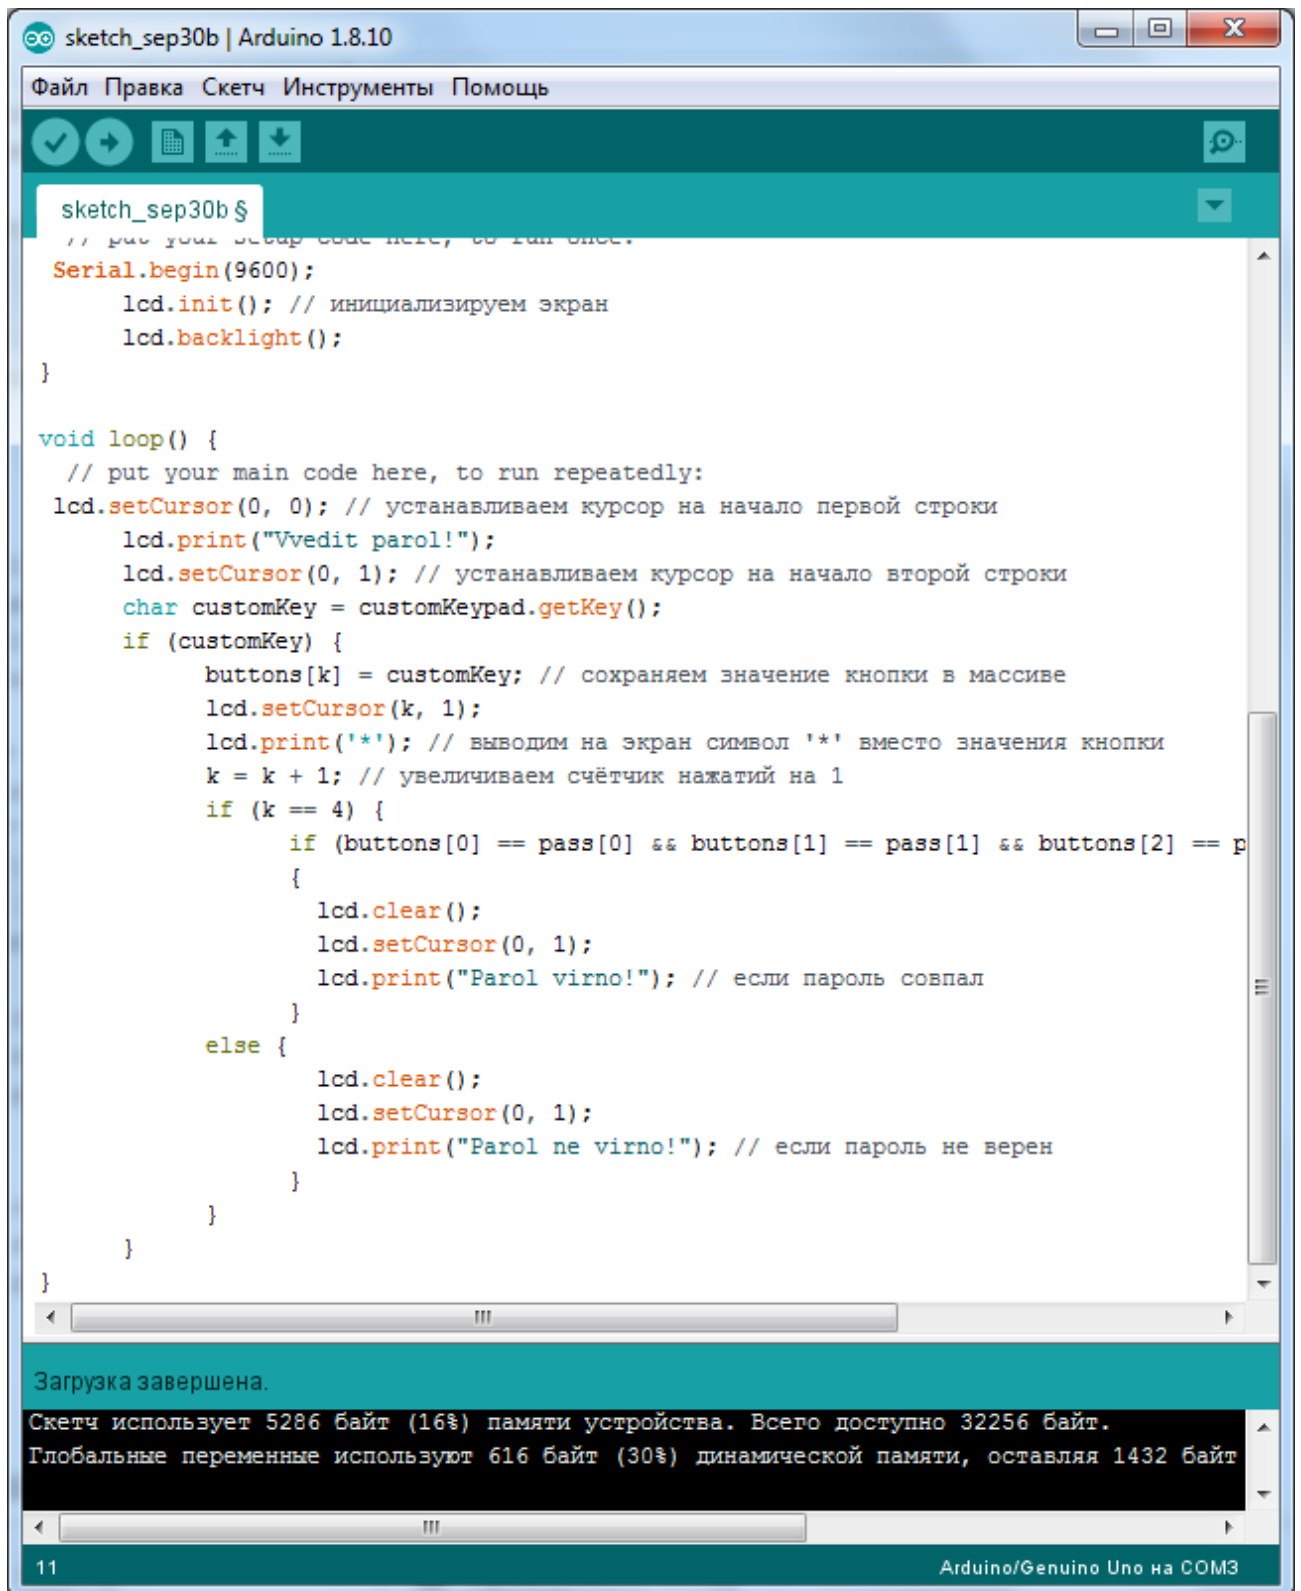 sketch_sep30b | Arduino 1.8.10
Файл Правка Скетч Инструменты Помощь
sketch_sep30b §
// put your setup code here, to run once:
Serial.begin(9600);
lcd.init(); // инициализируем экран
lcd.backlight();
}
void loop() {
// put your main code here, to run repeatedly:
lcd.setCursor(0, 0); // устанавливаем курсор на начало первой строки
lcd.print("Vvedit parol!");
lcd.setCursor(0, 1); // устанавливаем курсор на начало второй строки
char customKey = customKeypad.getKey();
if (customKey) {
buttons[k] = customKey; // сохраняем значение кнопки в массиве
lcd.setCursor(k, 1);
lcd.print('*'); // выводим на экран символ '*' вместо значения кнопки
k = k + 1; // увеличиваем счётчик нажатий на 1
if (k == 4) {
if (buttons[0] == pass[0] && buttons[1] == pass[1] && buttons[2] == p
{
lcd.clear();
lcd.setCursor(0, 1);
lcd.print("Parol virno!"); // если пароль совпал
}
else {
lcd.clear();
lcd.setCursor(0, 1);
lcd.print("Parol ne virno!"); // если пароль не верен
}
}
}
}
Загрузка завершена.
Скетч использует 5286 байт (16%) памяти устройства. Всего доступно 32256 байт.
Глобальные переменные используют 616 байт (30%) динамической памяти, оставляя 1432 байт
11
Arduino/Genuino Uno на COM3